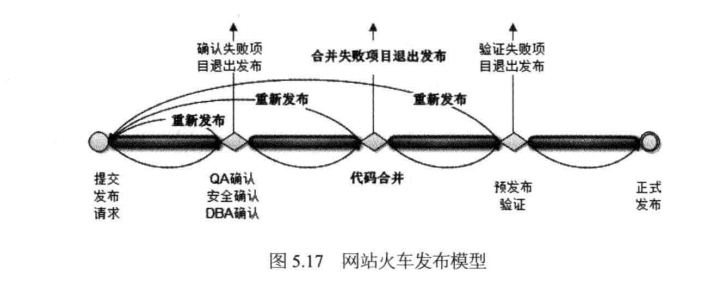 确认失败项
目退出发布
合并失败项目退出发布
验证失败项
目退出发布
重新发布
重新发布
重新发布
提交
发布
请求
QA确认
安全确认
DBA确认
代码合并
预发布
验证
正式
发布
图 5.17 网站火车发布模型